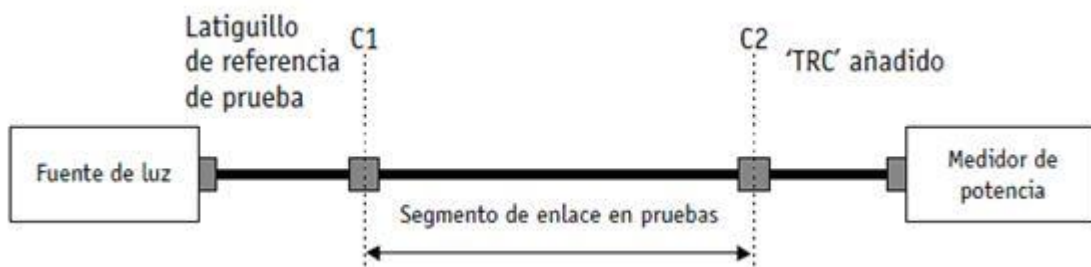 Latiguillo
de referencia
de prueba
C1
C2
‘TRC’ añadido
Fuente de luz
Medidor de
potencia
Segmento de enlace en pruebas